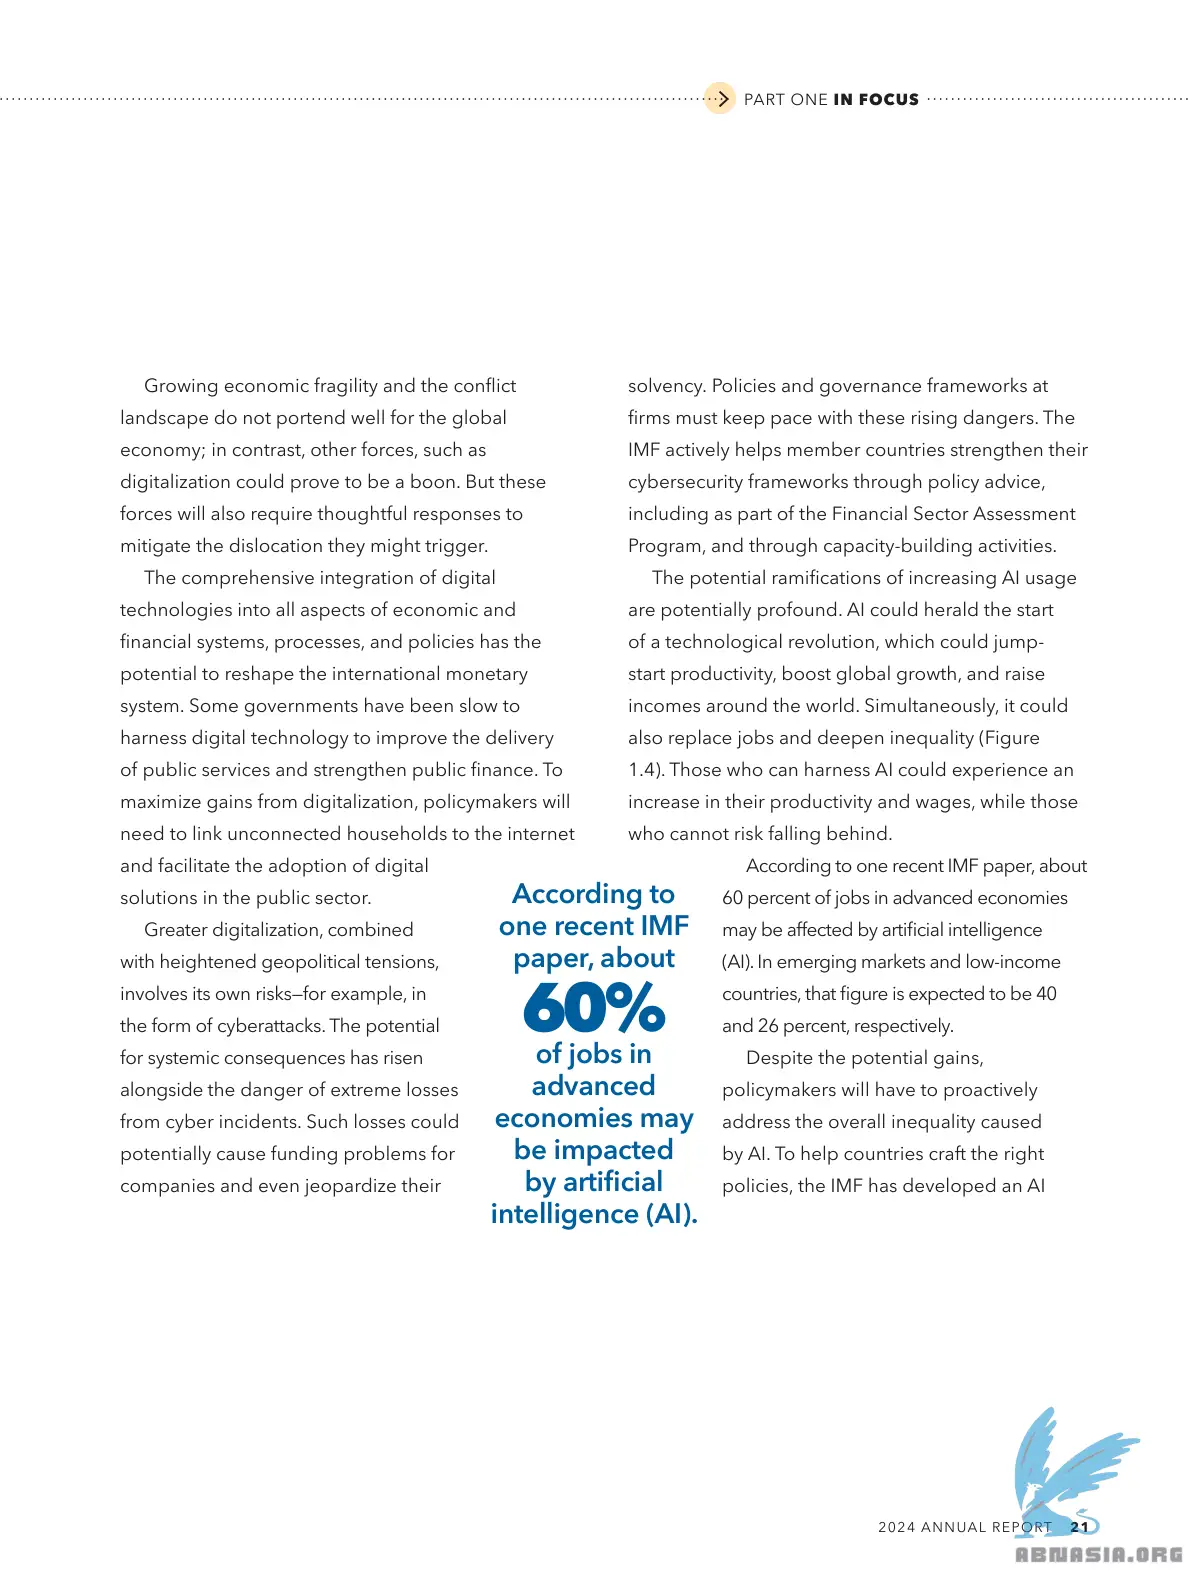 PART ONE IN FOCUS
Growing economic fragility and the conflict
landscape do not portend well for the global
economy; in contrast, other forces, such as
digitalization could prove to be a boon. But these
forces will also require thoughtful responses to
mitigate the dislocation they might trigger.
The comprehensive integration of digital
technologies into all aspects of economic and
financial systems, processes, and policies has the
potential to reshape the international monetary
system. Some governments have been slow to
harness digital technology to improve the delivery
of public services and strengthen public finance. To
maximize gains from digitalization, policymakers will
need to link unconnected households to the internet
and facilitate the adoption of digital
solutions in the public sector.
Greater digitalization, combined
with heightened geopolitical tensions,
involves its own risks—for example, in
the form of cyberattacks. The potential
for systemic consequences has risen
alongside the danger of extreme losses
from cyber incidents. Such losses could
potentially cause funding problems for
companies and even jeopardize their
According to
one recent IMF
paper, about
60%
of jobs in
advanced
economies may
be impacted
by artificial
intelligence (AI).
solvency. Policies and governance frameworks at
firms must keep pace with these rising dangers. The
IMF actively helps member countries strengthen their
cybersecurity frameworks through policy advice,
including as part of the Financial Sector Assessment
Program, and through capacity-building activities.
The potential ramifications of increasing AI usage
are potentially profound. AI could herald the start
of a technological revolution, which could jump-
start productivity, boost global growth, and raise
incomes around the world. Simultaneously, it could
also replace jobs and deepen inequality (Figure
1.4). Those who can harness AI could experience an
increase in their productivity and wages, while those
who cannot risk falling behind.
According to one recent IMF paper, about
60 percent of jobs in advanced economies
may be affected by artificial intelligence
(AI). In emerging markets and low-income
countries, that figure is expected to be 40
and 26 percent, respectively.
Despite the potential gains,
policymakers will have to proactively
address the overall inequality caused
by AI. To help countries craft the right
policies, the IMF has developed an AI
2024 ANNUAL REPORT 21
ABNASIA.ORG